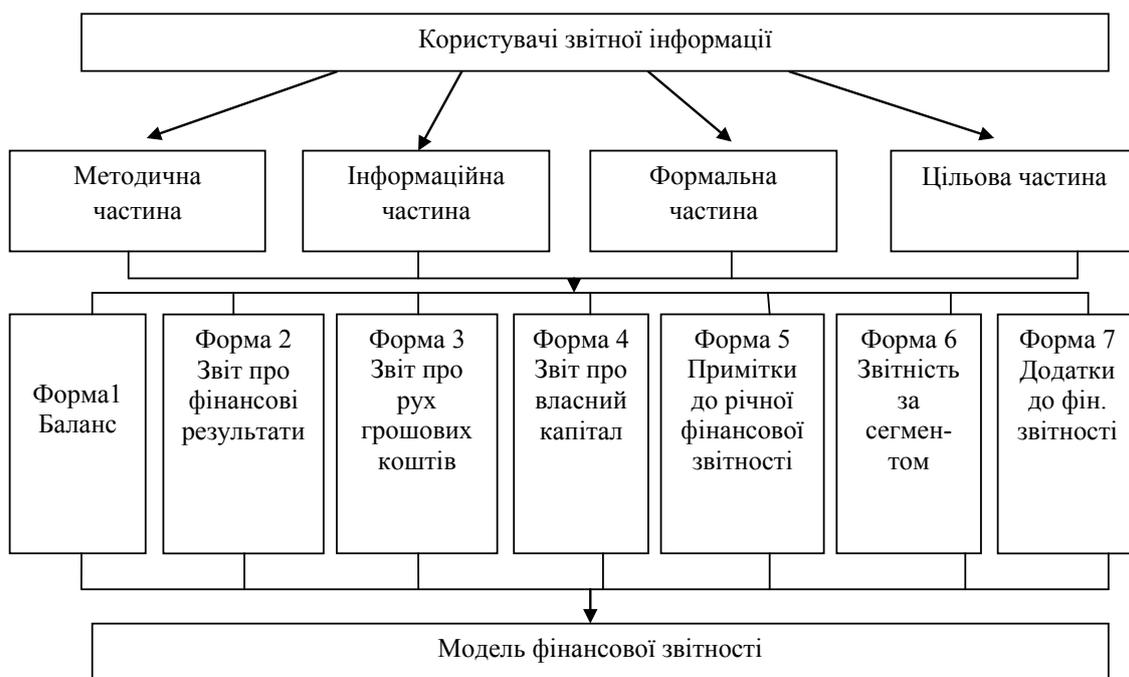 Користувачі звітної інформації
Методична
частина
Інформаційна
частина
Формальна
частина
Цільова частина
Форма1
Баланс
Форма 2
Звіт про
фінансові
результати
Форма 3
Звіт про
рух
грошових
коштів
Форма 4
Звіт про
власний
капітал
Форма 5
Примітки
до річної
фінансової
звітності
Форма 6
Звітність
за
сегмен-
том
Форма 7
Додатки
до фін.
звітності
Модель фінансової звітності